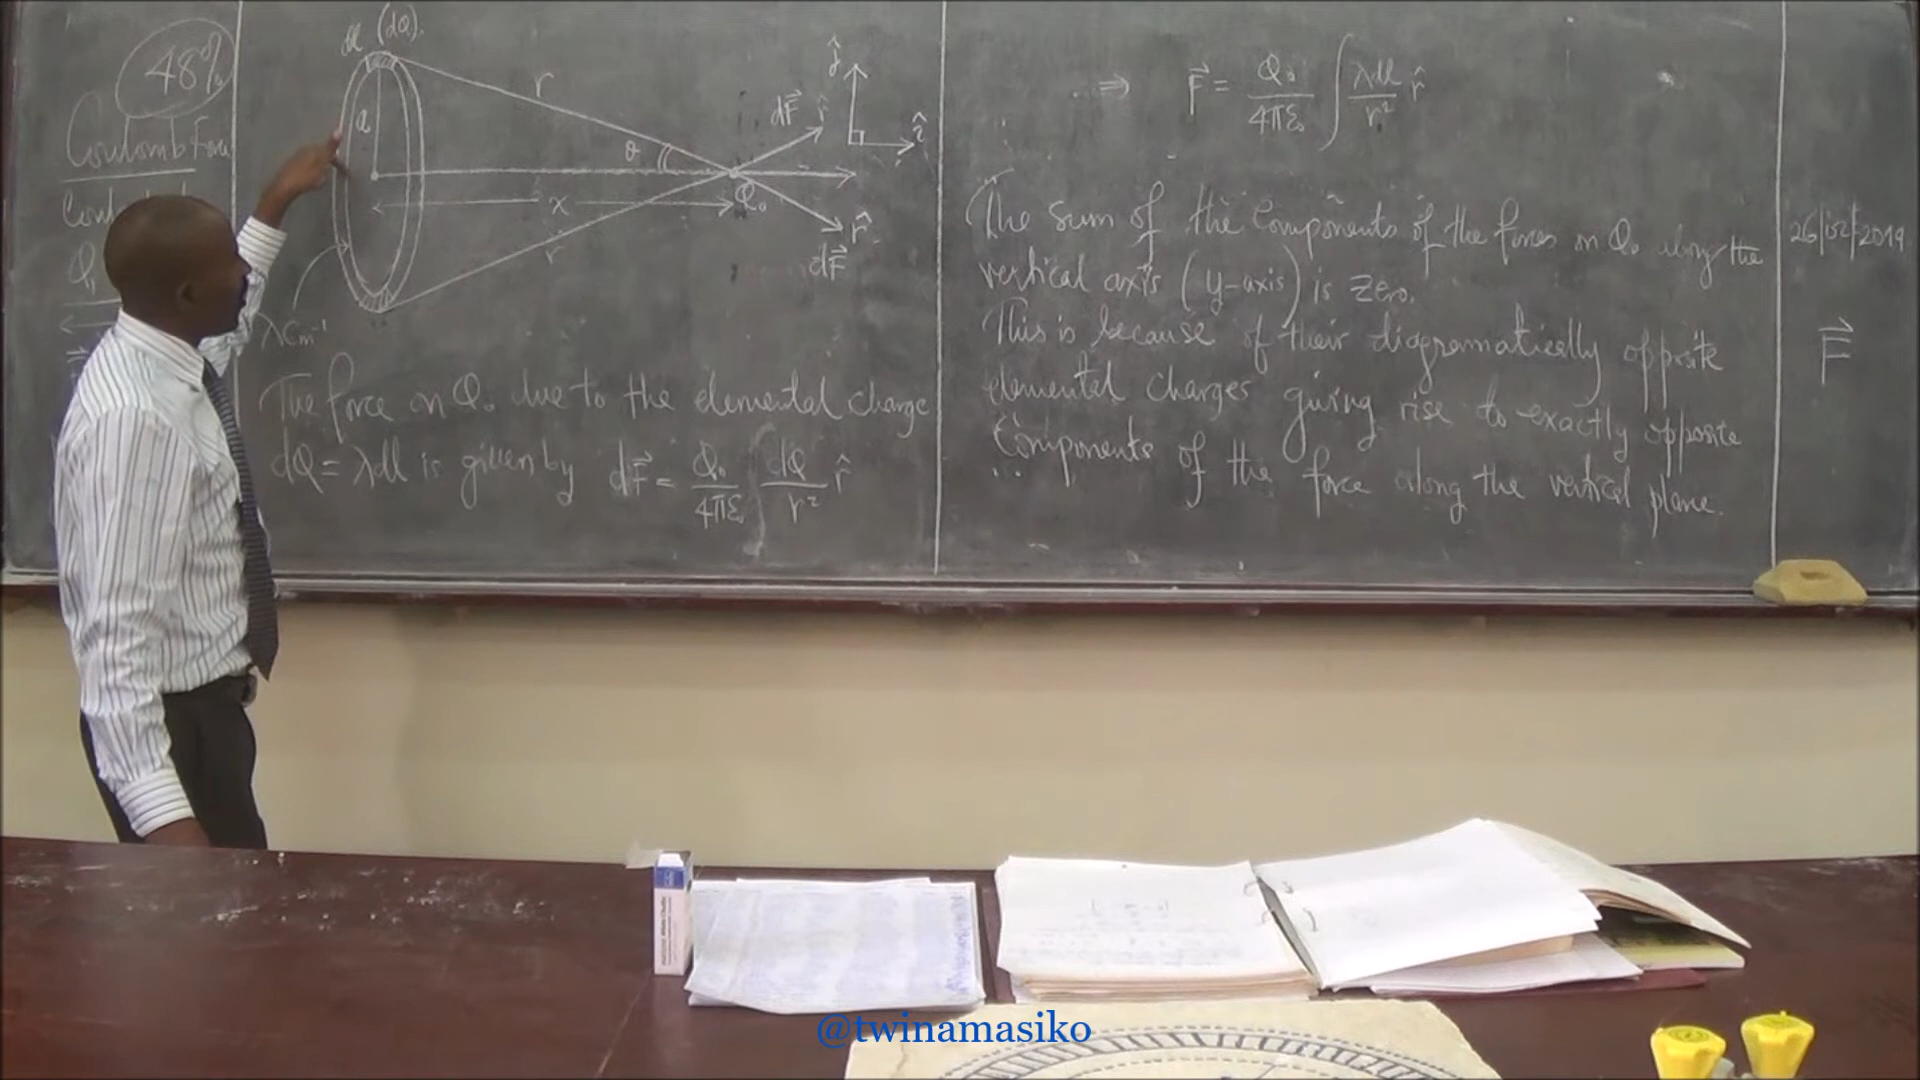 48%
Coulomb Force
Q₁
dl (dQ)
a
r
θ
x
r
Q₀
dF⃗ r̂
ĵ
î
r̂
dF⃗
λCm⁻¹
The force on Q₀ due to the elemental charge
dQ = λdl is given by dF⃗ = Q₀/4πε₀ dQ/r² r̂
⇒ F⃗ = Q₀/4πε₀ ∫ λdl/r² r̂
The sum of the components of the forces on Q₀ along the
vertical axis (y-axis) is zero.
This is because of their diagramatically opposite
elemental charges giving rise to exactly opposite
components of the force along the vertical plane.
F⃗
@twinamasiko